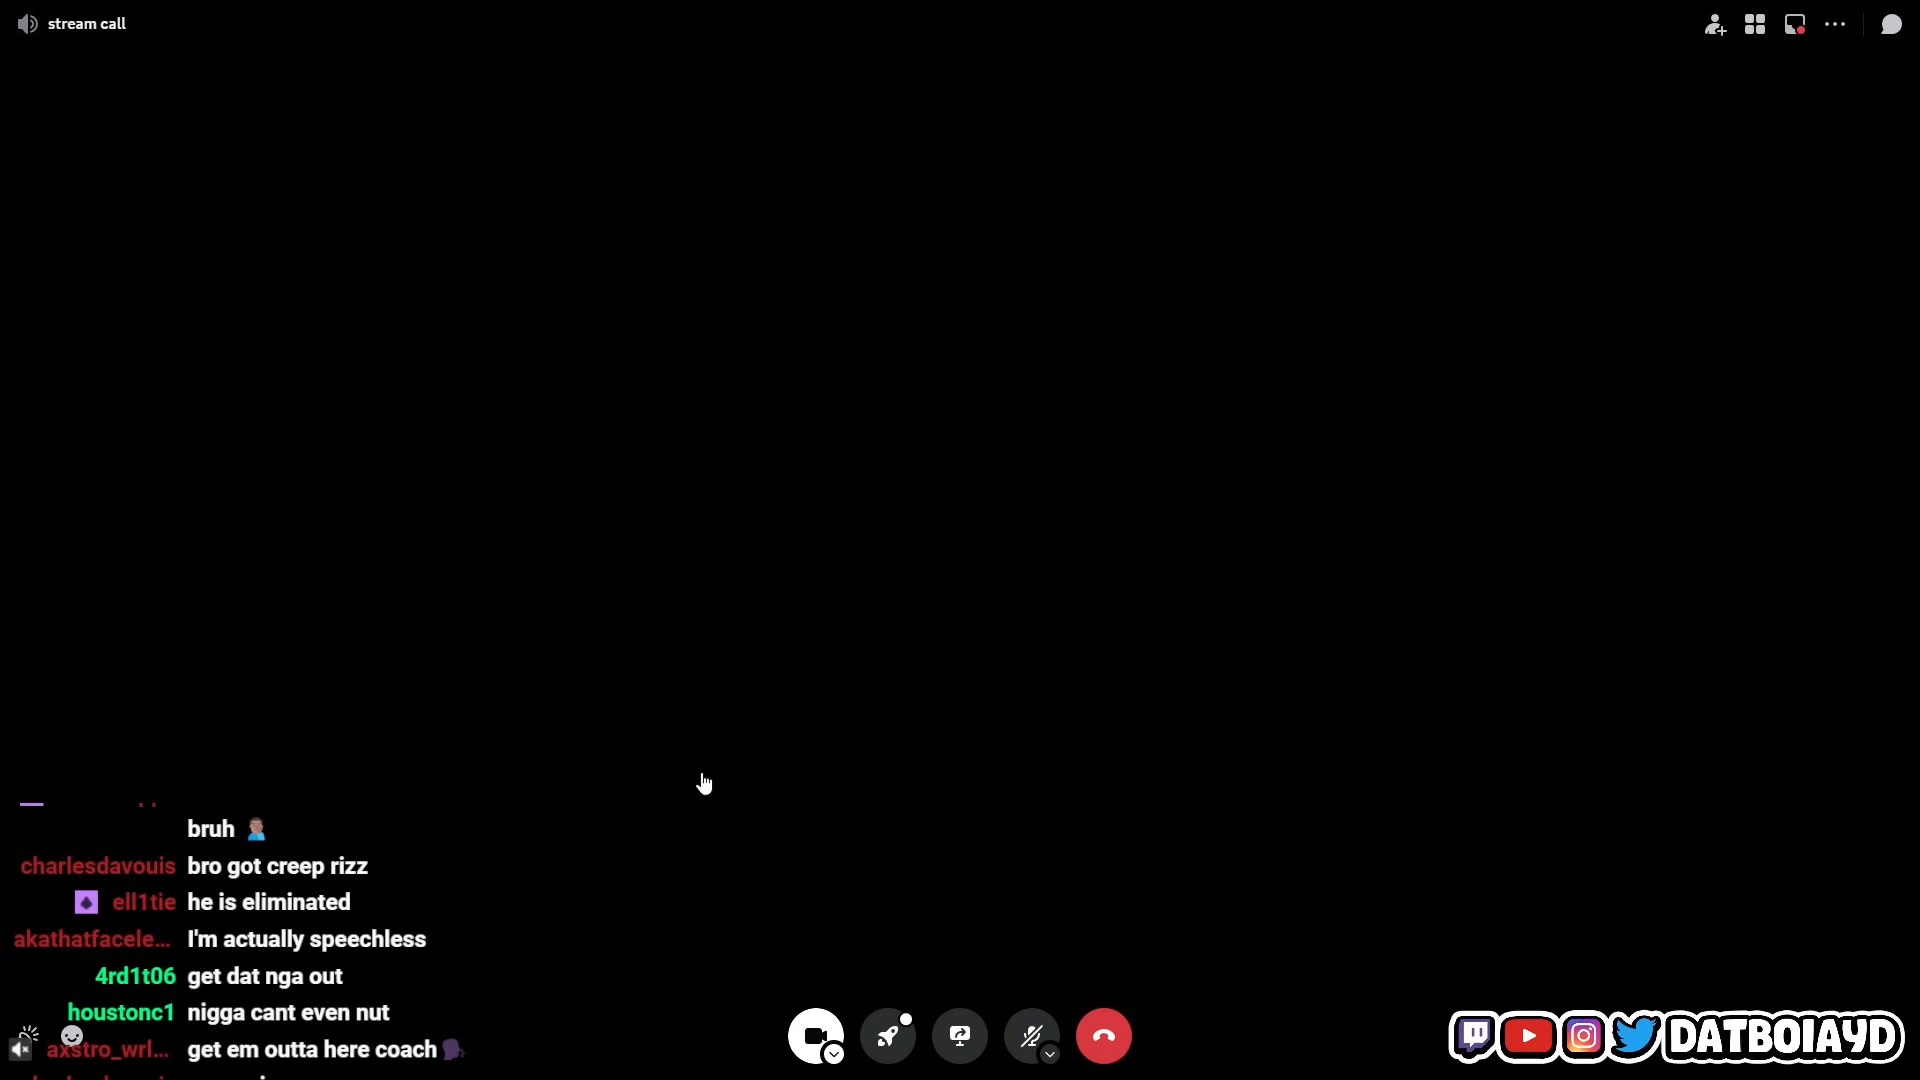 stream call
bruh
charlesdavouis bro got creep rizz
ell1tie he is eliminated
akathatfacele... I'm actually speechless
4rd1t06 get dat nga out
houstonc1 nigga cant even nut
axstro_wrl... get em outta here coach
DATBOIAYD